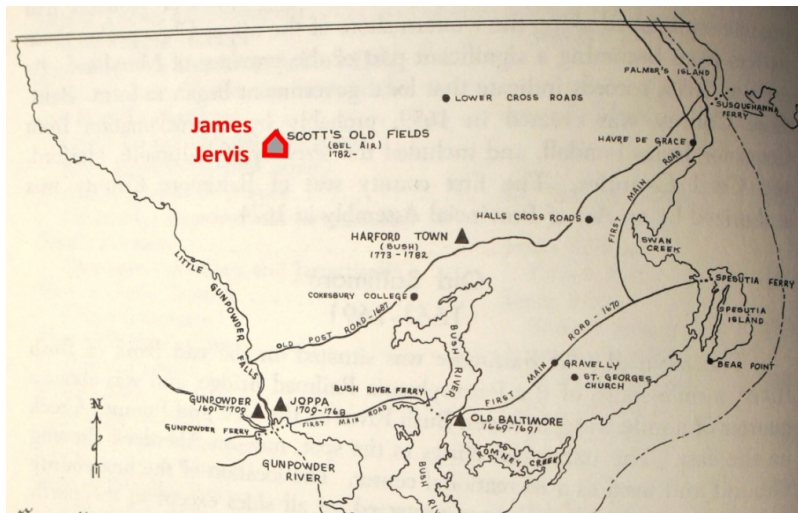 PALMER'S ISLAND
LOWER CROSS ROADS
SUSQUEHANNA
FERRY
James
Jervis
SCOTT'S OLD FIELDS
(BEL AIR)
1782-
HAVRE DE GRACE
FIRST MAIN ROAD
HALLS CROSS ROADS
HARFORD TOWN
(BUSH)
1773-1782
SWAN
CREEK
LITTLE GUNPOWDER FALLS
SPESUTIA FERRY
COKESBURY COLLEGE
SPESUTIA
ISLAND
OLD POST ROAD-1687
BUSH RIVER
FIRST MAIN ROAD-1670
BEAR POINT
GRAVELLY
ST. GEORGES
CHURCH
BUSH RIVER FERRY
GUNPOWDER
1691-1709
JOPPA
1709-1768
FIRST MAIN ROAD
OLD BALTIMORE
1669-1691
N
GUNPOWDER FERRY
ROMNEY CREEK
GUNPOWDER
RIVER
BUSH